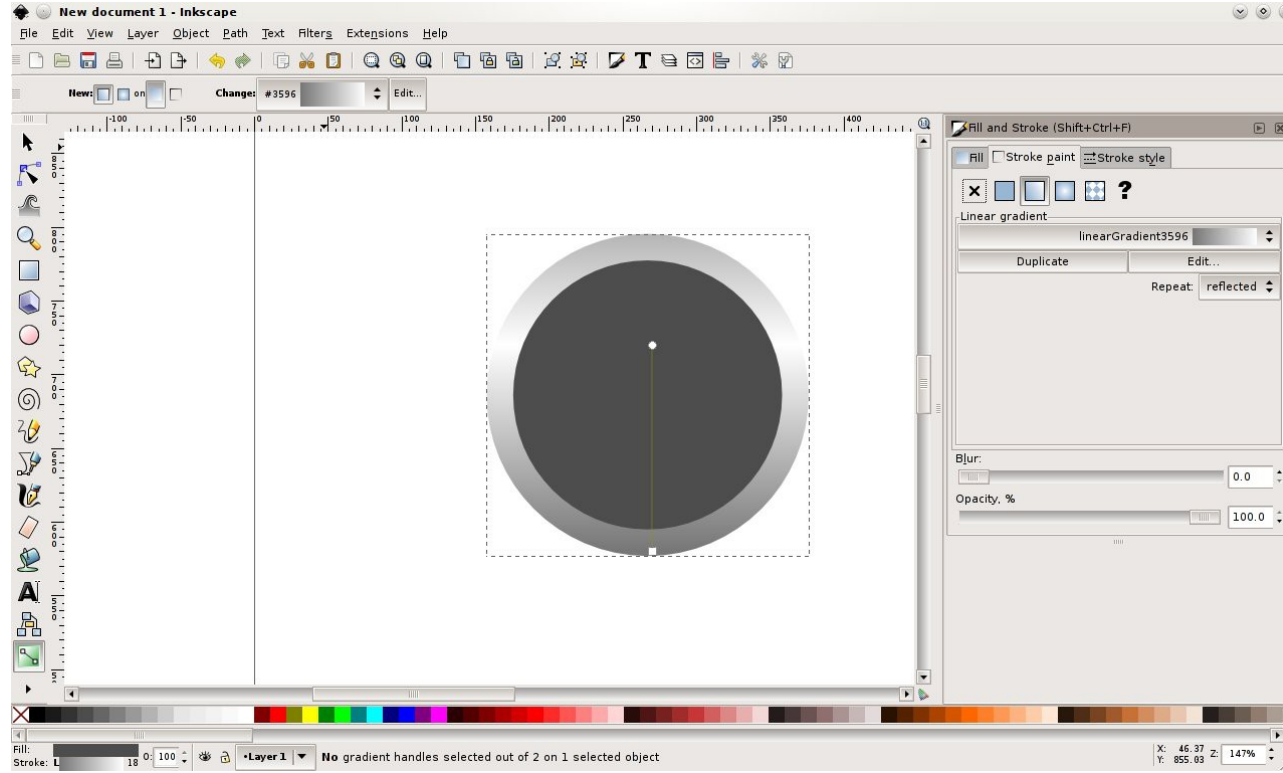 New document 1 - Inkscape
File Edit View Layer Object Path Text Filters Extensions Help
New: on Change: #3596 Edit...
-100 -50 0 50 100 150 200 250 300 350 400
Fill and Stroke (Shift+Ctrl+F)
Fill Stroke paint Stroke style
?
Linear gradient
linearGradient3596
Duplicate Edit...
Repeat: reflected
Blur:
0.0
Opacity, %
100.0
Fill:
Stroke: L 18 O: 100 •Layer 1 No gradient handles selected out of 2 on 1 selected object X: 46.37 Y: 855.03 Z: 147%